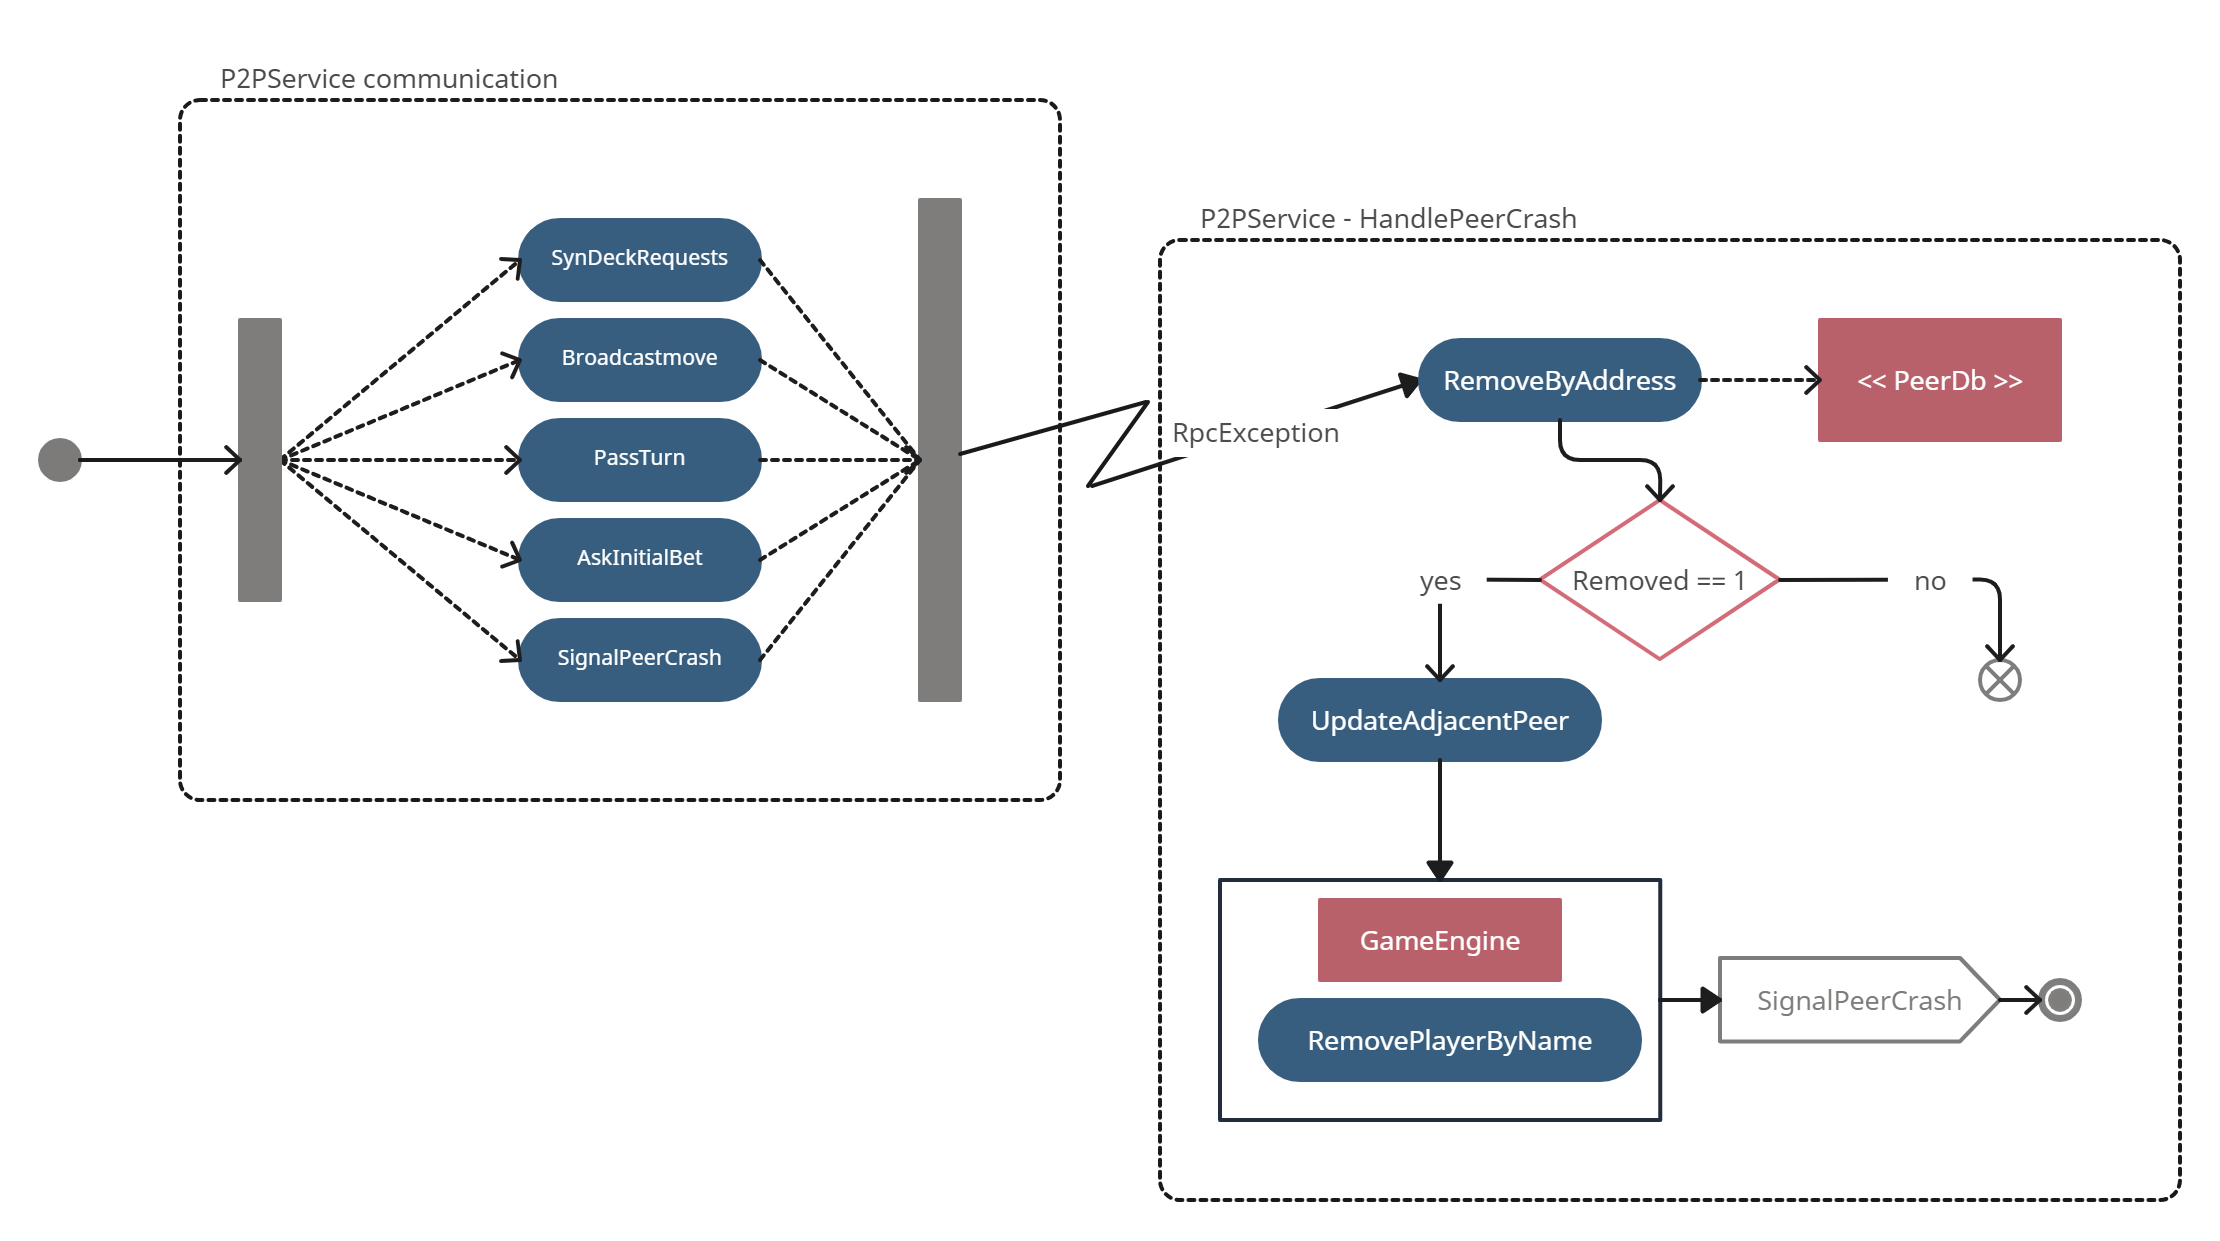 P2PService communication
SynDeckRequests
Broadcastmove
PassTurn
AskInitialBet
SignalPeerCrash
P2PService - HandlePeerCrash
RpcException
RemoveByAddress
<< PeerDb >>
Removed == 1
yes
no
UpdateAdjacentPeer
GameEngine
RemovePlayerByName
SignalPeerCrash